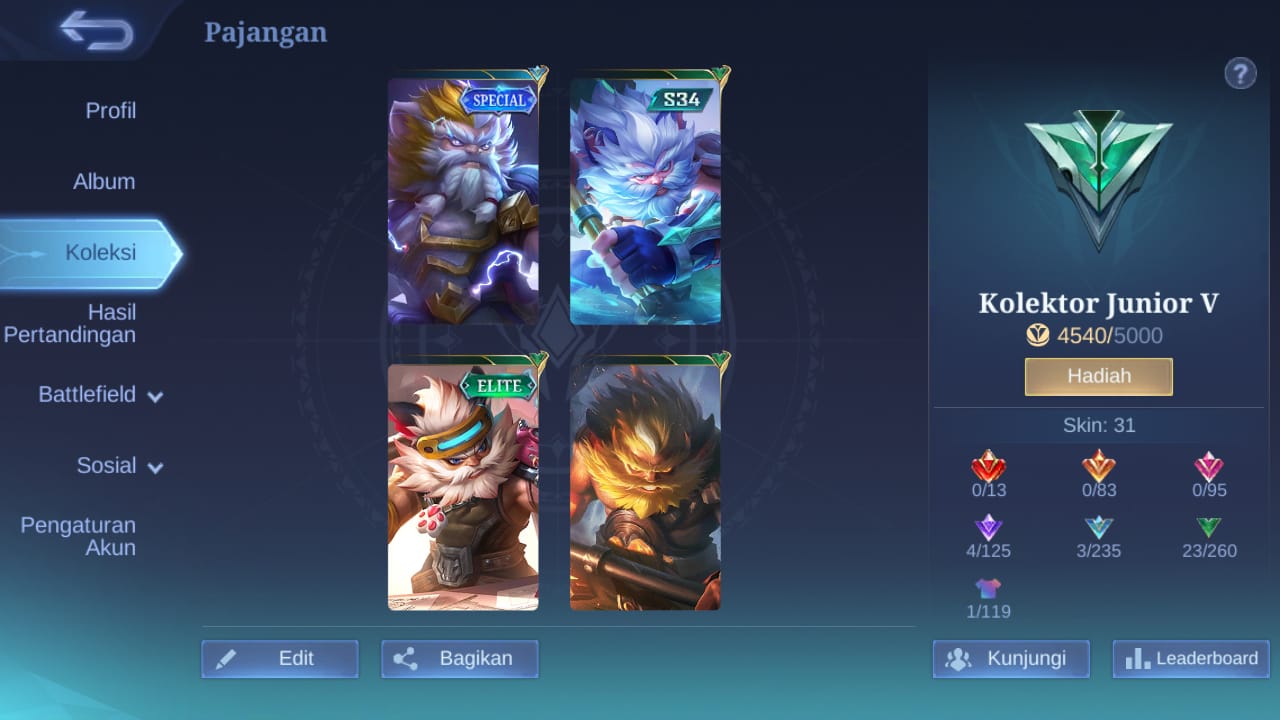 Pajangan
Profil
Album
Koleksi
Hasil
Pertandingan
Battlefield
Sosial
Pengaturan
Akun
SPECIAL
S34
ELITE
Edit
Bagikan
?
Kolektor Junior V
4540/5000
Hadiah
Skin: 31
0/13
0/83
0/95
4/125
3/235
23/260
1/119
Kunjungi
Leaderboard